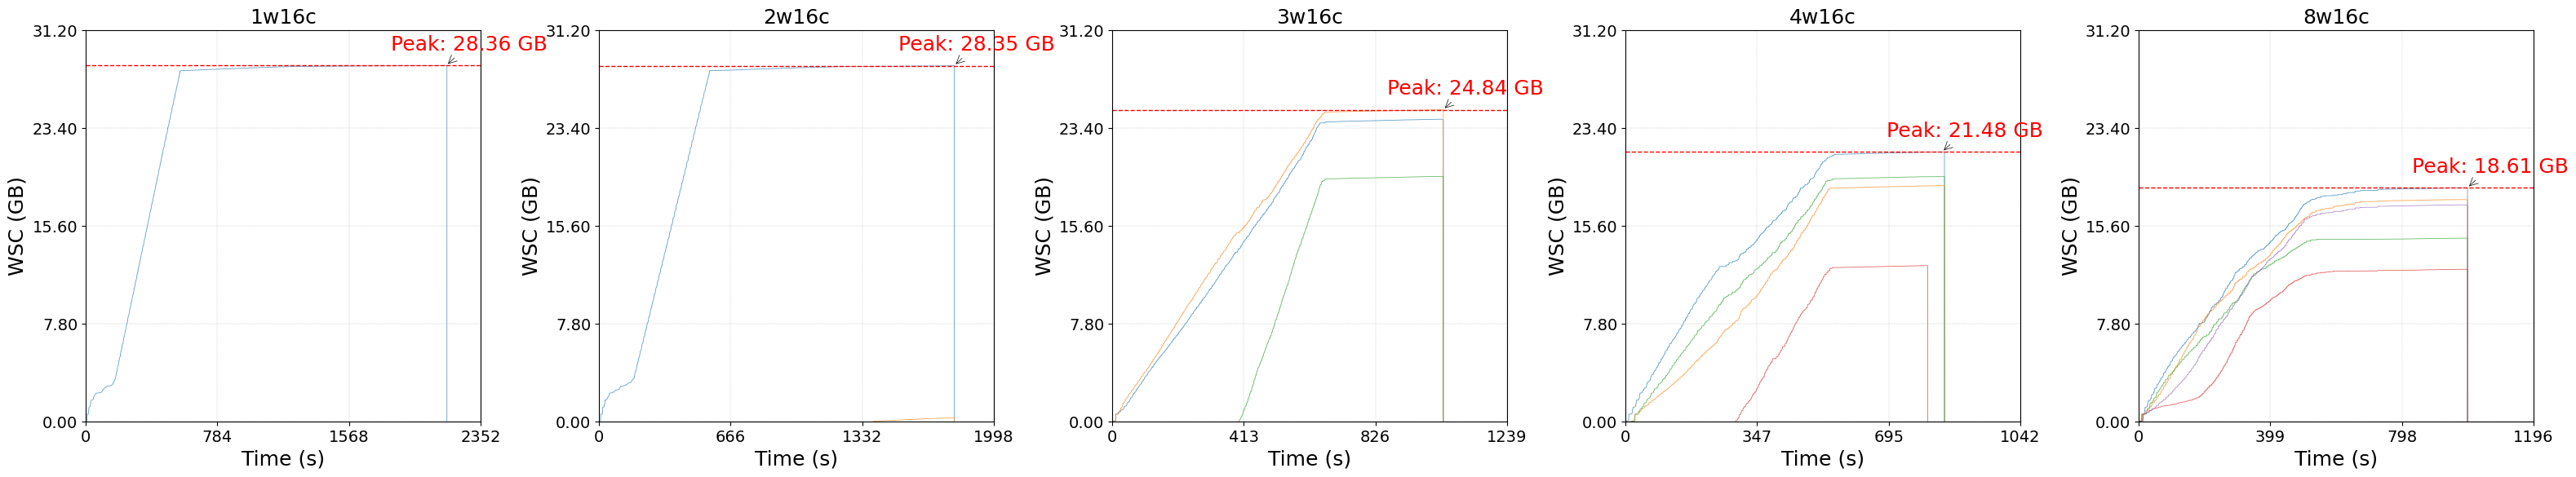 1w16c
Peak: 28.36 GB
WSC (GB)
31.20
23.40
15.60
7.80
0.00
0 784 1568 2352
Time (s)
2w16c
Peak: 28.35 GB
WSC (GB)
31.20
23.40
15.60
7.80
0.00
0 666 1332 1998
Time (s)
3w16c
Peak: 24.84 GB
WSC (GB)
31.20
23.40
15.60
7.80
0.00
0 413 826 1239
Time (s)
4w16c
Peak: 21.48 GB
WSC (GB)
31.20
23.40
15.60
7.80
0.00
0 347 695 1042
Time (s)
8w16c
Peak: 18.61 GB
WSC (GB)
31.20
23.40
15.60
7.80
0.00
0 399 798 1196
Time (s)